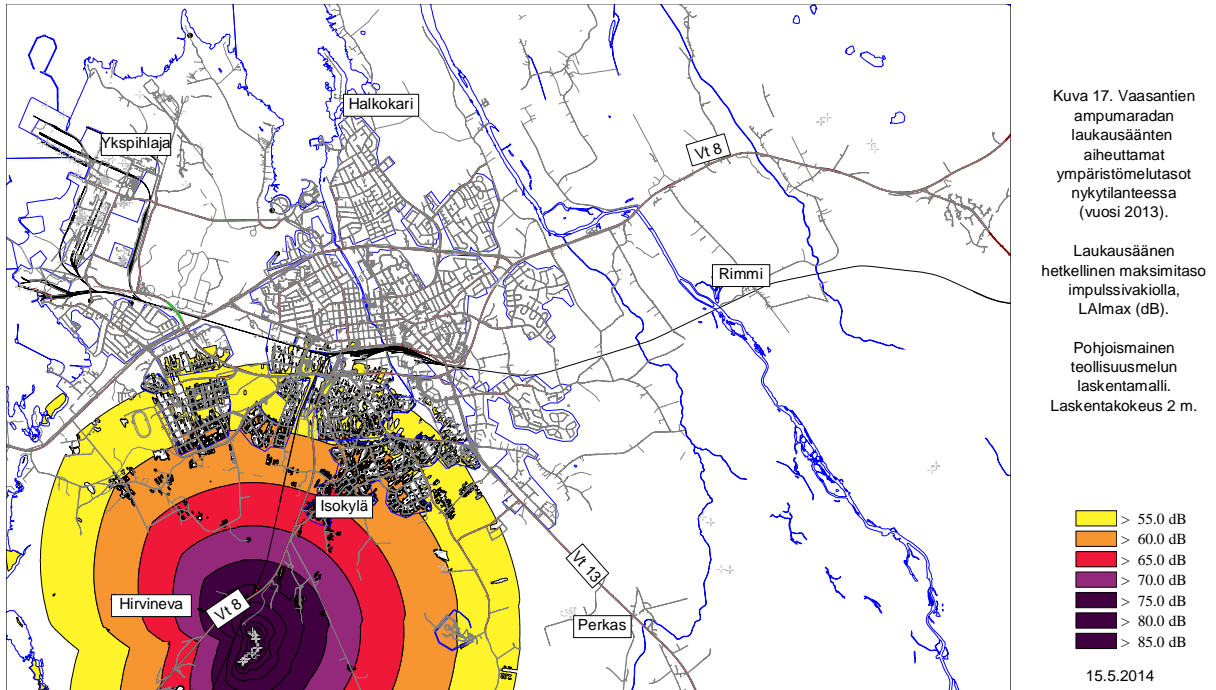 Halkokari
Ykspihlaja
Vt 8
Rimmi
Isokylä
Hirvineva
Vt 8
Vt 13
Perkas
Kuva 17. Vaasantien
ampumaradan
laukausäänten
aiheuttamat
ympäristömelutasot
nykytilanteessa
(vuosi 2013).
Laukausäänen
hetkellinen maksimitaso
impulssivakiolla,
LAImax (dB).
Pohjoismainen
teollisuusmelun
laskentamalli.
Laskentakokeus 2 m.
> 55.0 dB
> 60.0 dB
> 65.0 dB
> 70.0 dB
> 75.0 dB
> 80.0 dB
> 85.0 dB
15.5.2014